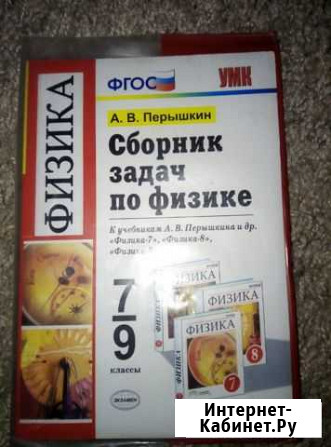 ФГОС
УМК
А. В. Перышкин
ФИЗИКА
Сборник
задач
по физике
К учебникам А. В. Перышкина и др.
«Физика-7», «Физика-8»,
7-9
классы
ФИЗИКА
ФИЗИКА
8
ФИЗИКА
7
ЭКЗАМЕН
Интернет-
Кабинет.Ру